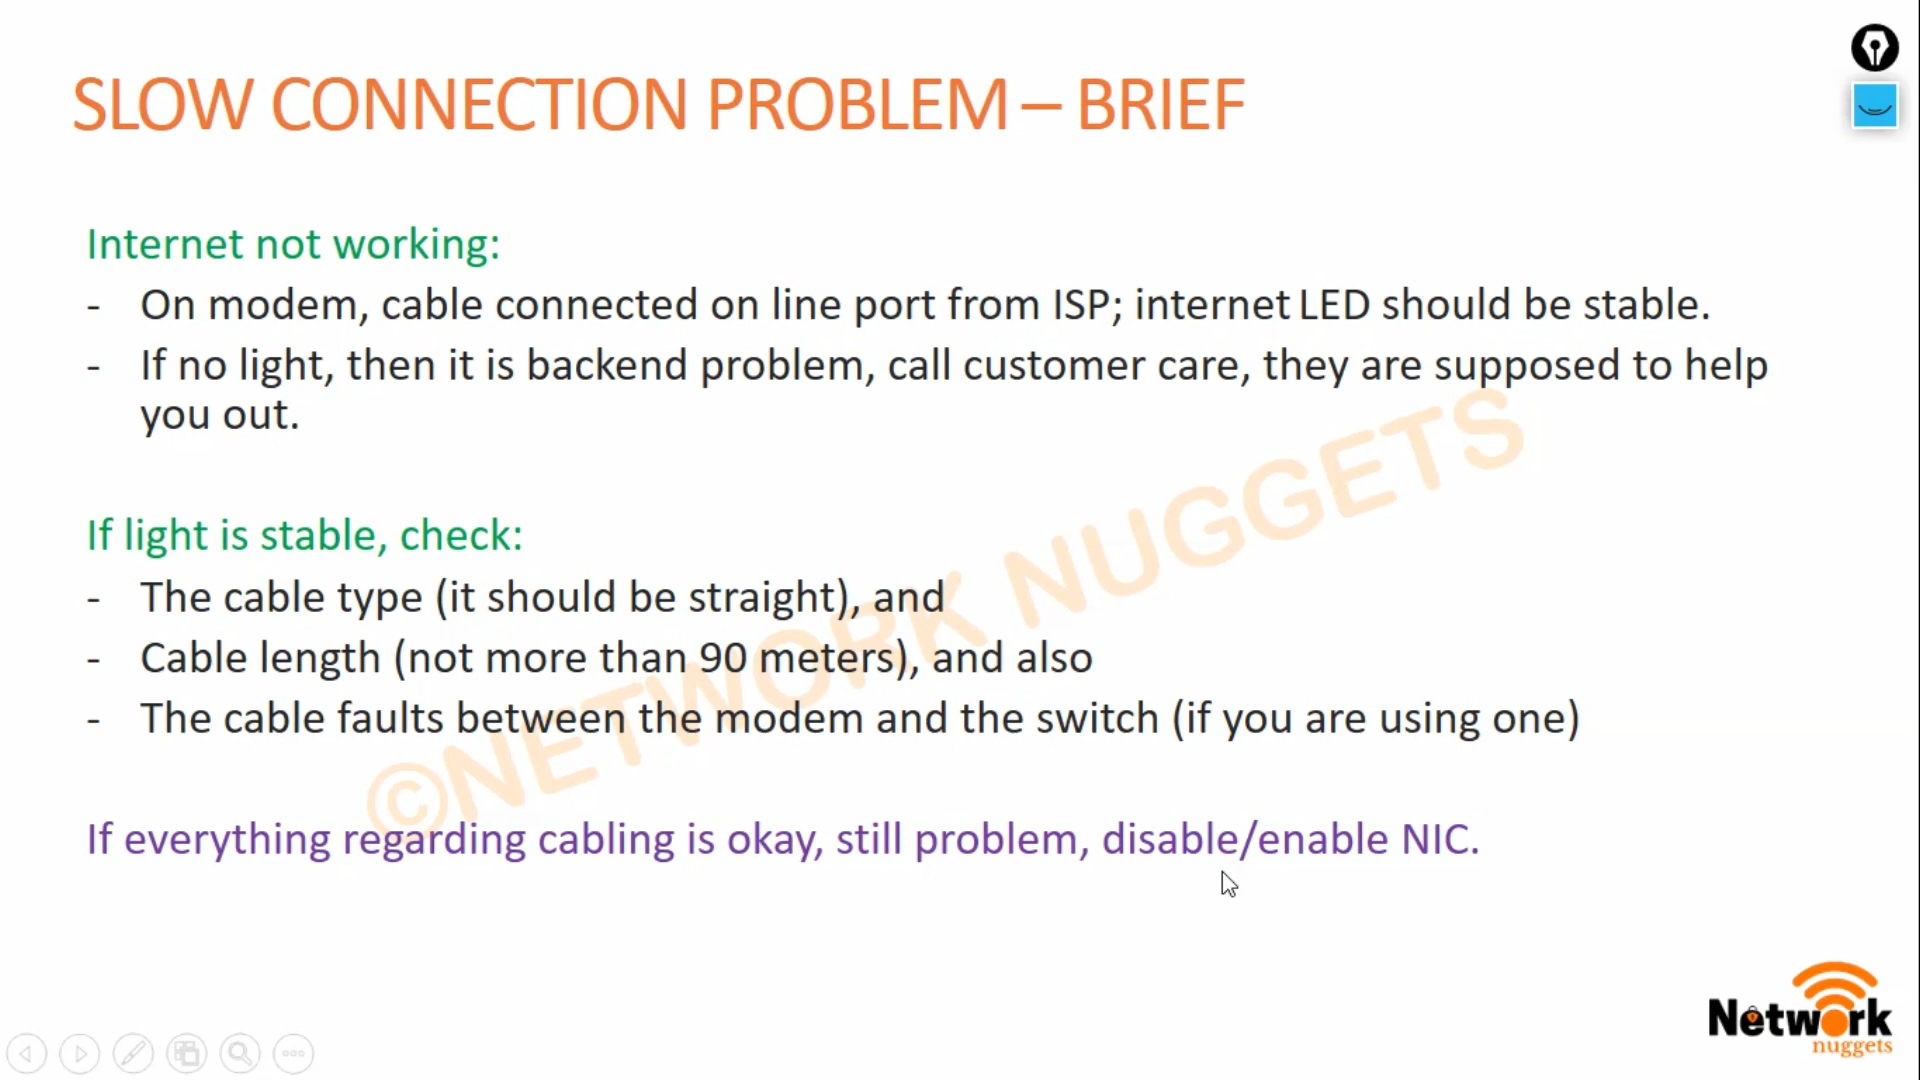 SLOW CONNECTION PROBLEM – BRIEF
Internet not working:
- On modem, cable connected on line port from ISP; internet LED should be stable.
- If no light, then it is backend problem, call customer care, they are supposed to help
you out.
If light is stable, check:
- The cable type (it should be straight), and
- Cable length (not more than 90 meters), and also
- The cable faults between the modem and the switch (if you are using one)
©NETWORK NUGGETS
If everything regarding cabling is okay, still problem, disable/enable NIC.
Network
nuggets